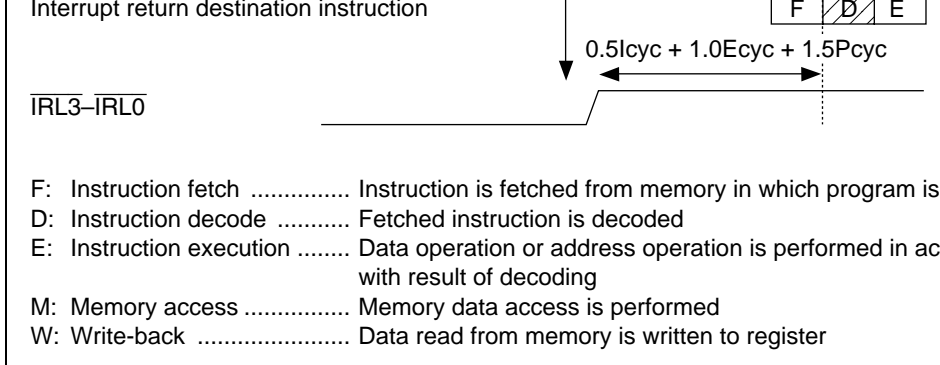 Interrupt return destination instruction
F D E
0.5Icyc + 1.0Ecyc + 1.5Pcyc
IRL3–IRL0
F: Instruction fetch ............... Instruction is fetched from memory in which program is
D: Instruction decode ........... Fetched instruction is decoded
E: Instruction execution ........ Data operation or address operation is performed in ac
with result of decoding
M: Memory access ................ Memory data access is performed
W: Write-back ...................... Data read from memory is written to register